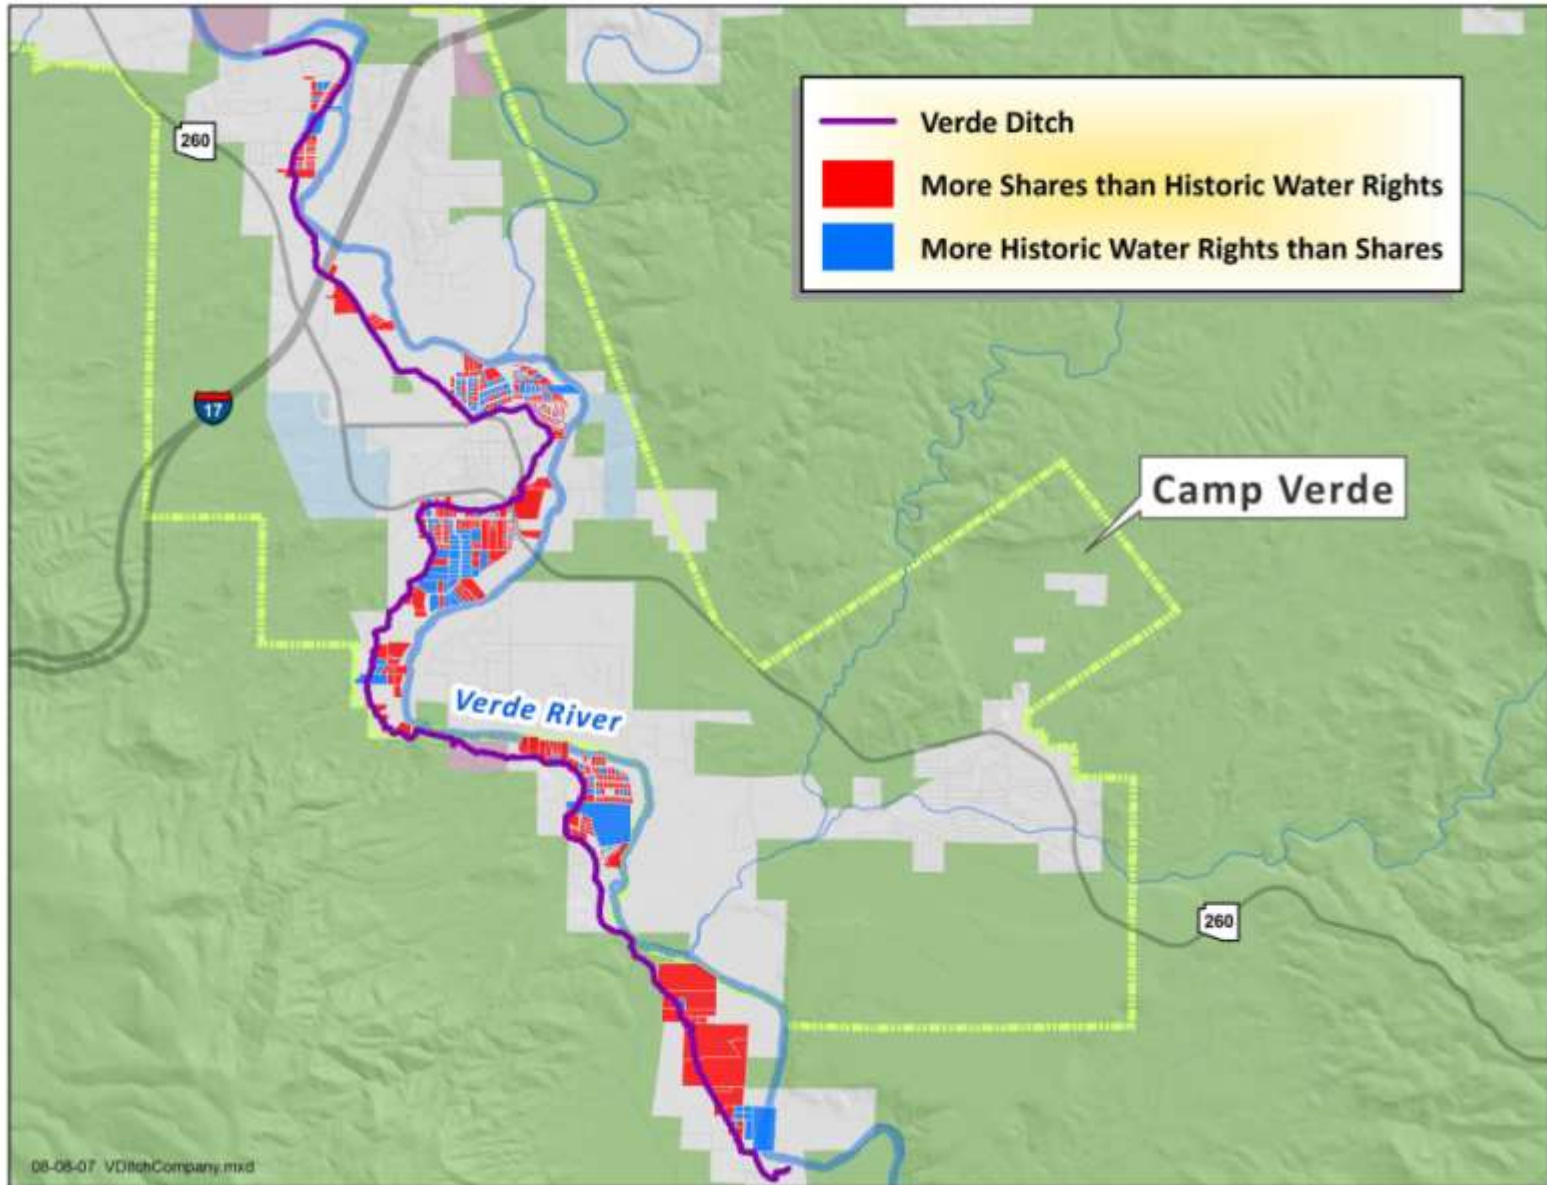 260
Verde Ditch
More Shares than Historic Water Rights
More Historic Water Rights than Shares
17
Camp Verde
Verde River
260
08-08-07 VDitchCompany.mxd